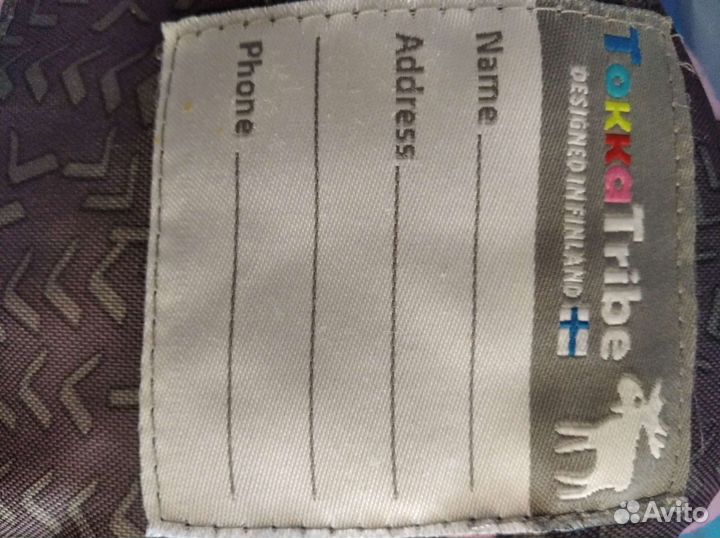 TOKKaTribe
DESIGNED IN FINLAND
Name
Address
Phone
Avito